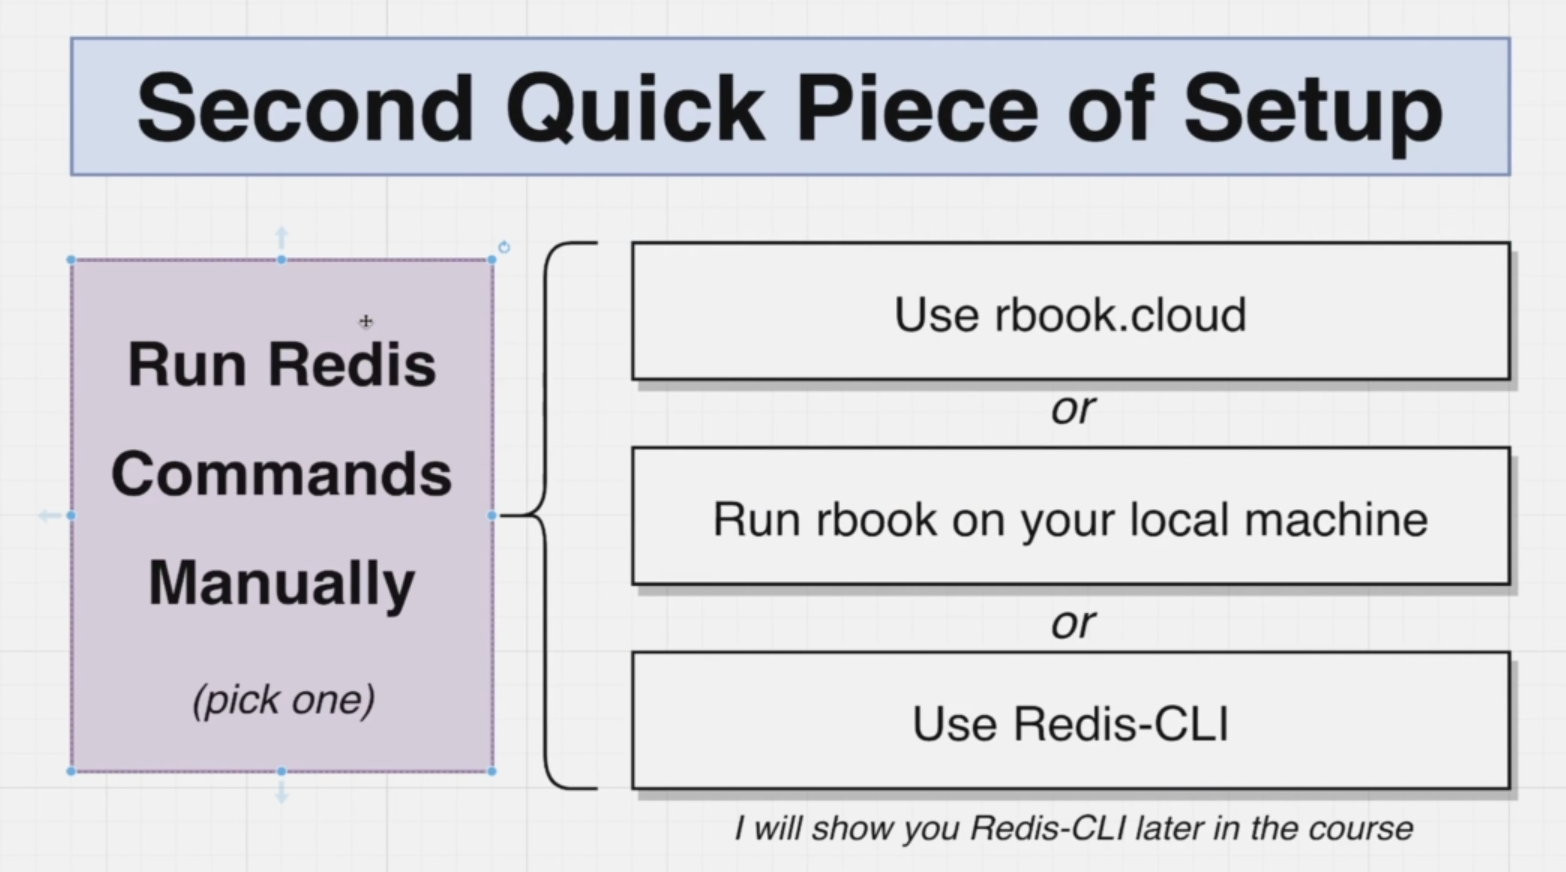 Second Quick Piece of Setup
Run Redis
Commands
Manually
(pick one)
Use rbook.cloud
or
Run rbook on your local machine
or
Use Redis-CLI
I will show you Redis-CLI later in the course